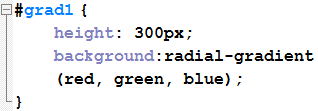 #grad1 {
height: 300px;
background:radial-gradient
(red, green, blue);
}